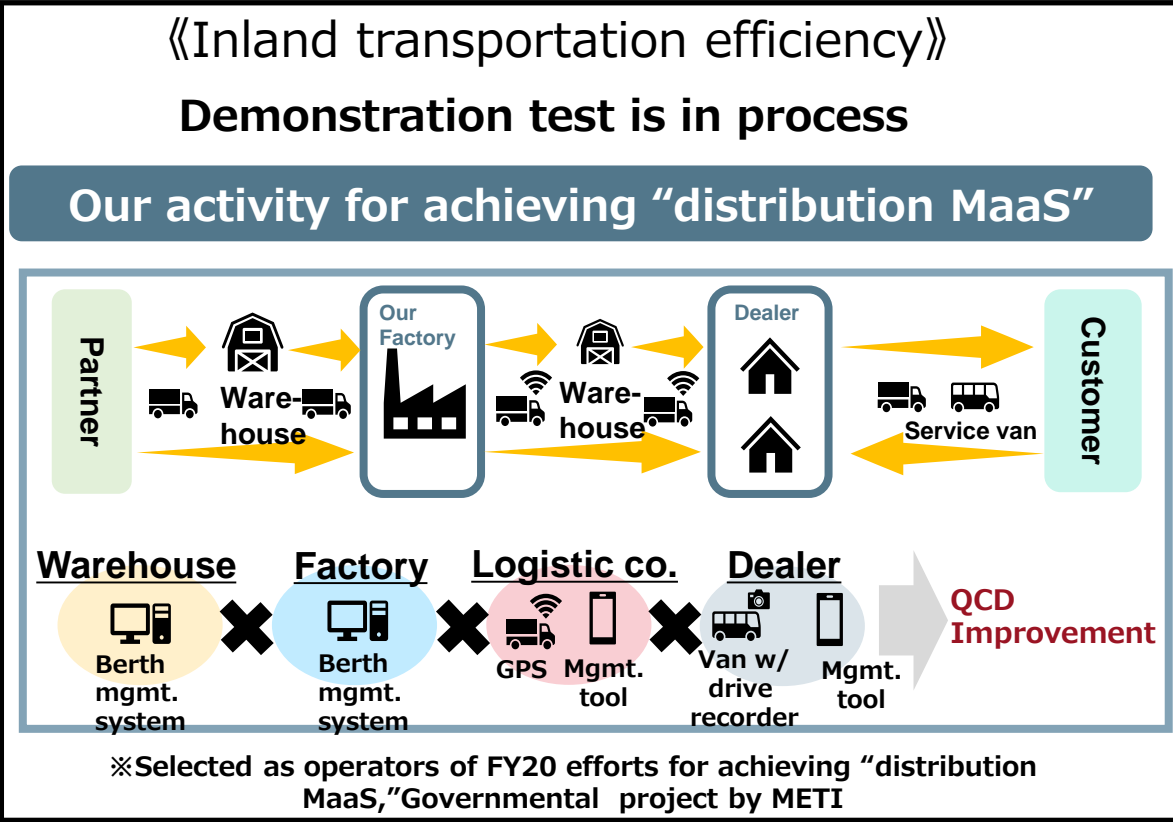 《Inland transportation efficiency》
Demonstration test is in process
Our activity for achieving “distribution MaaS”
Partner
Ware-
house
Our
Factory
Ware-
house
Dealer
Service van
Customer
Warehouse
Berth
mgmt.
system
Factory
Berth
mgmt.
system
Logistic co.
GPS
Mgmt.
tool
Dealer
Van w/
drive
recorder
Mgmt.
tool
QCD
Improvement
※Selected as operators of FY20 efforts for achieving “distribution
MaaS,”Governmental project by METI